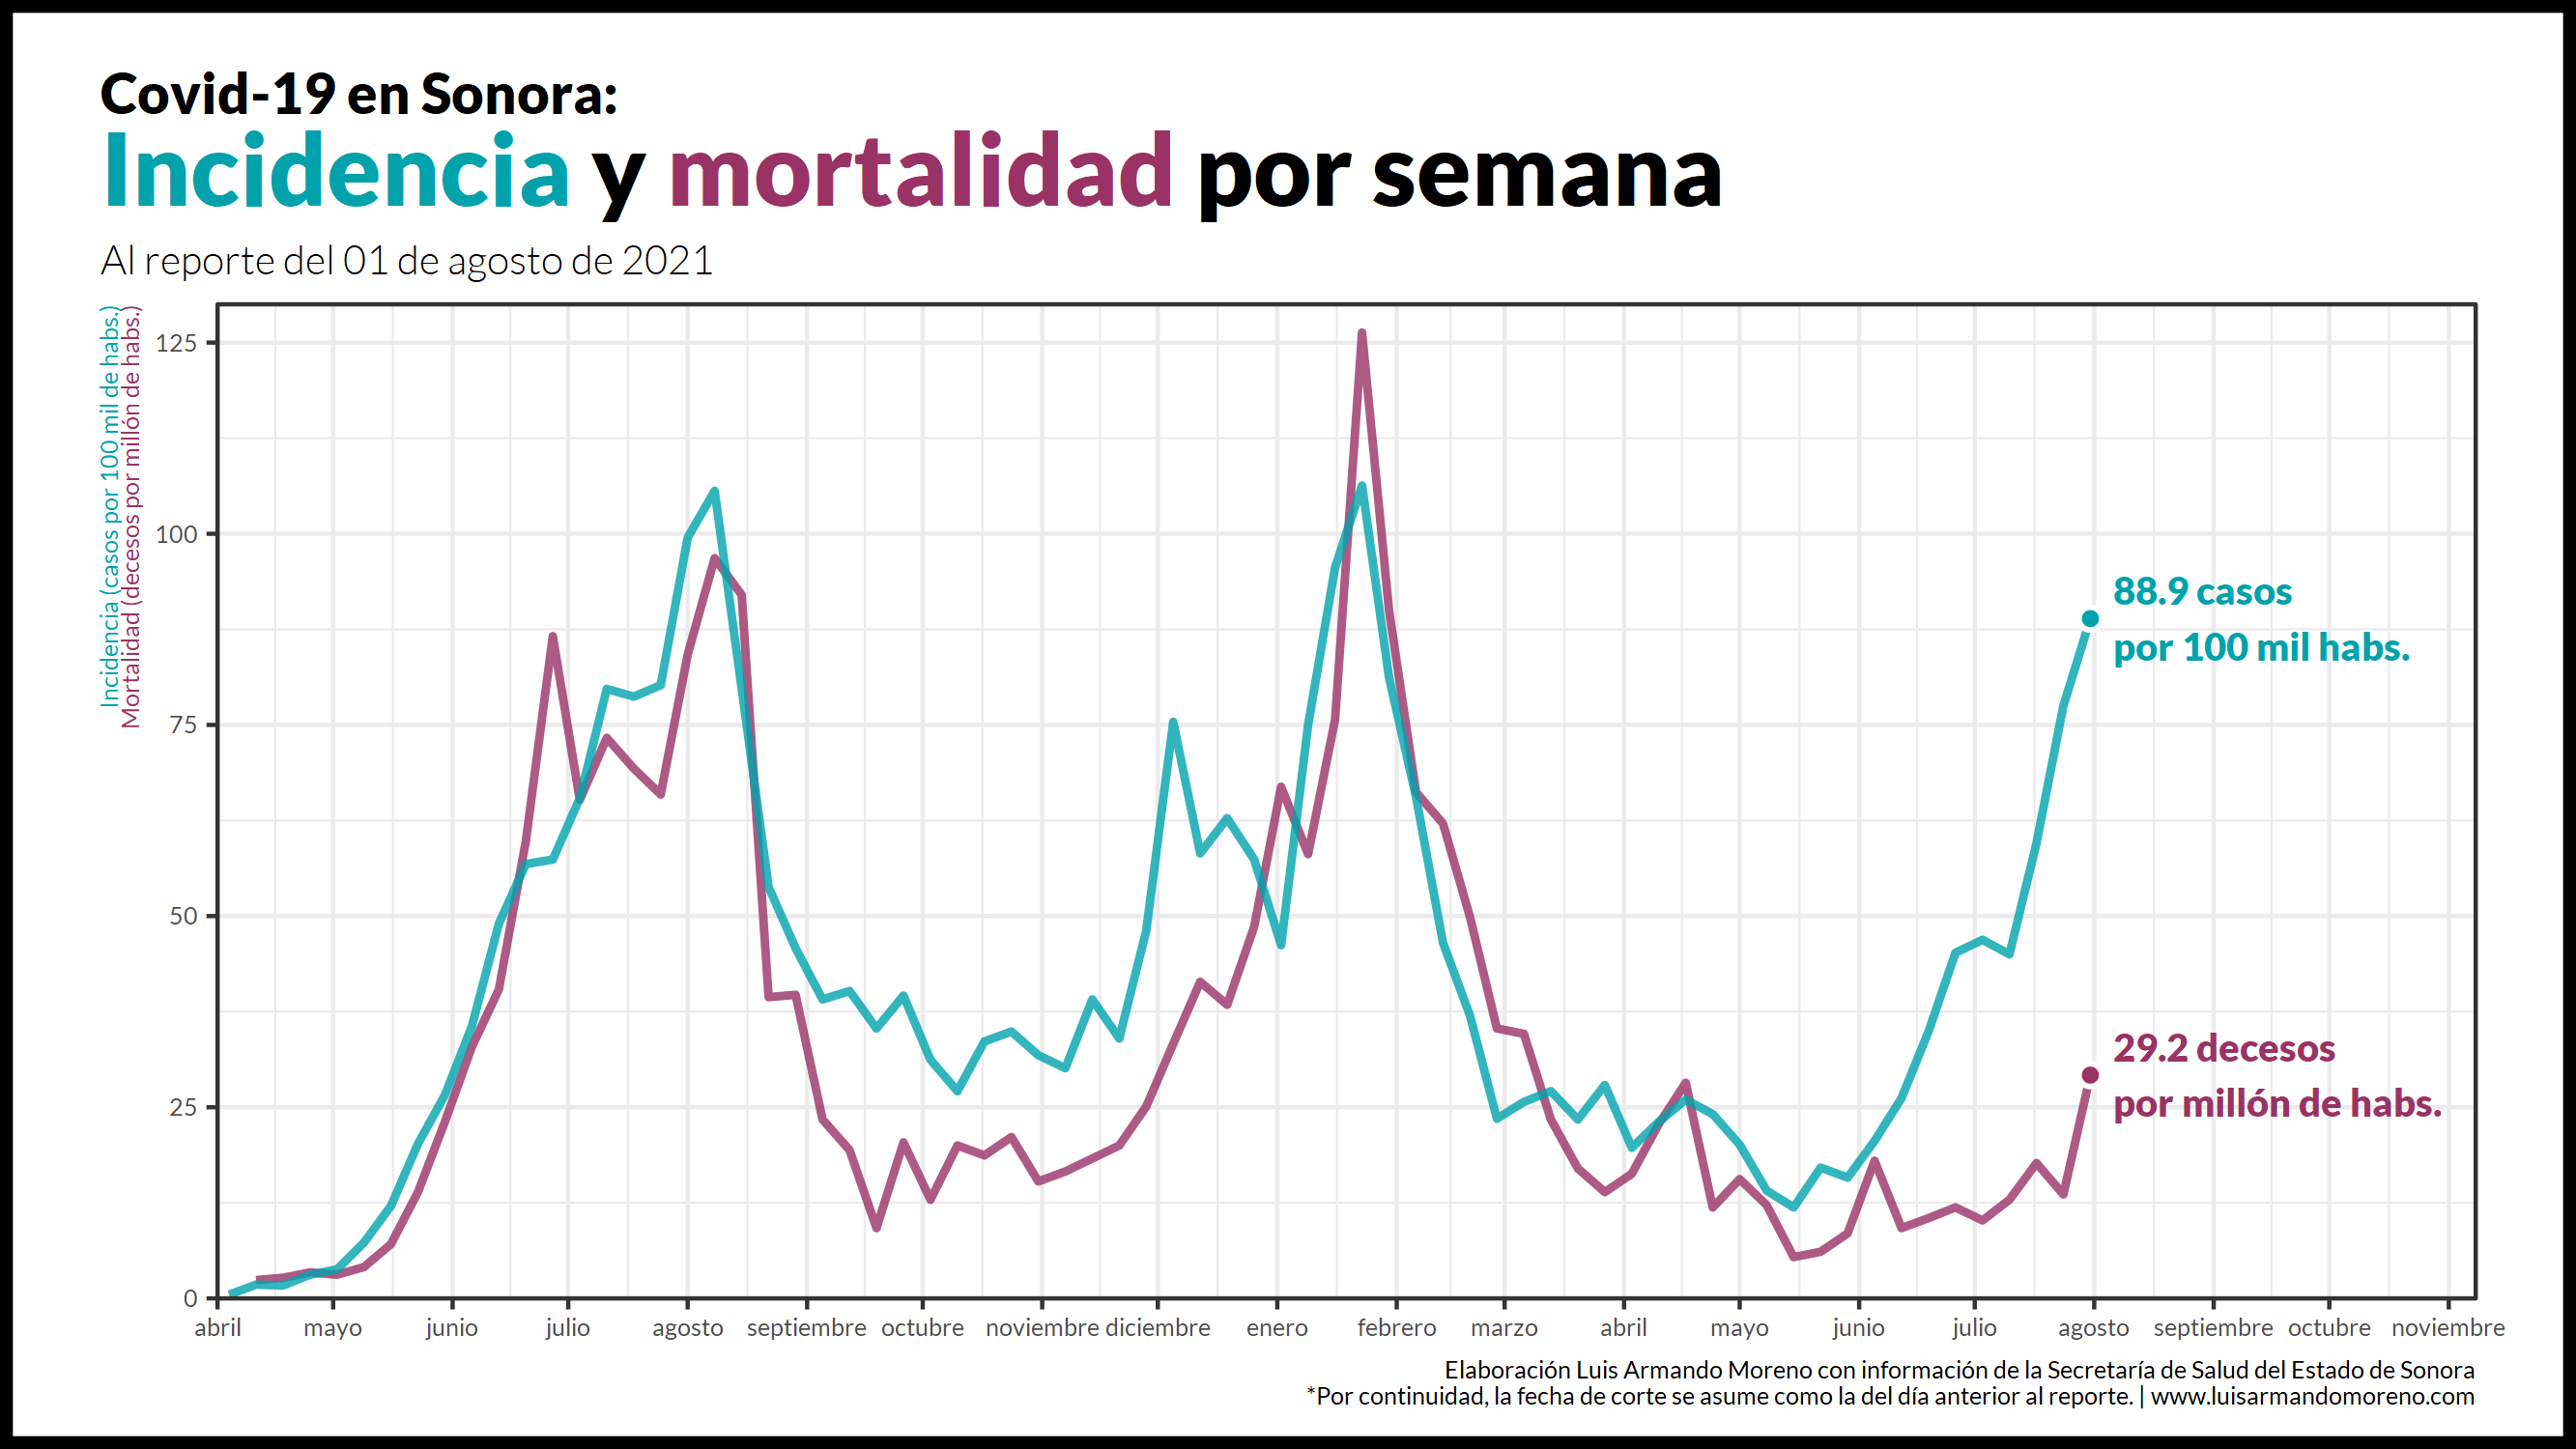 Covid-19 en Sonora:
Incidencia y mortalidad por semana
Al reporte del 01 de agosto de 2021
Incidencia (casos por 100 mil de habs.)
Mortalidad (decesos por millón de habs.)
125
100
75
50
25
0
88.9 casos
por 100 mil habs.
29.2 decesos
por millón de habs.
abril mayo junio julio agosto septiembre octubre noviembre diciembre enero febrero marzo abril mayo junio julio agosto septiembre octubre noviembre
Elaboración Luis Armando Moreno con información de la Secretaría de Salud del Estado de Sonora
*Por continuidad, la fecha de corte se asume como la del día anterior al reporte. | www.luisarmandomoreno.com